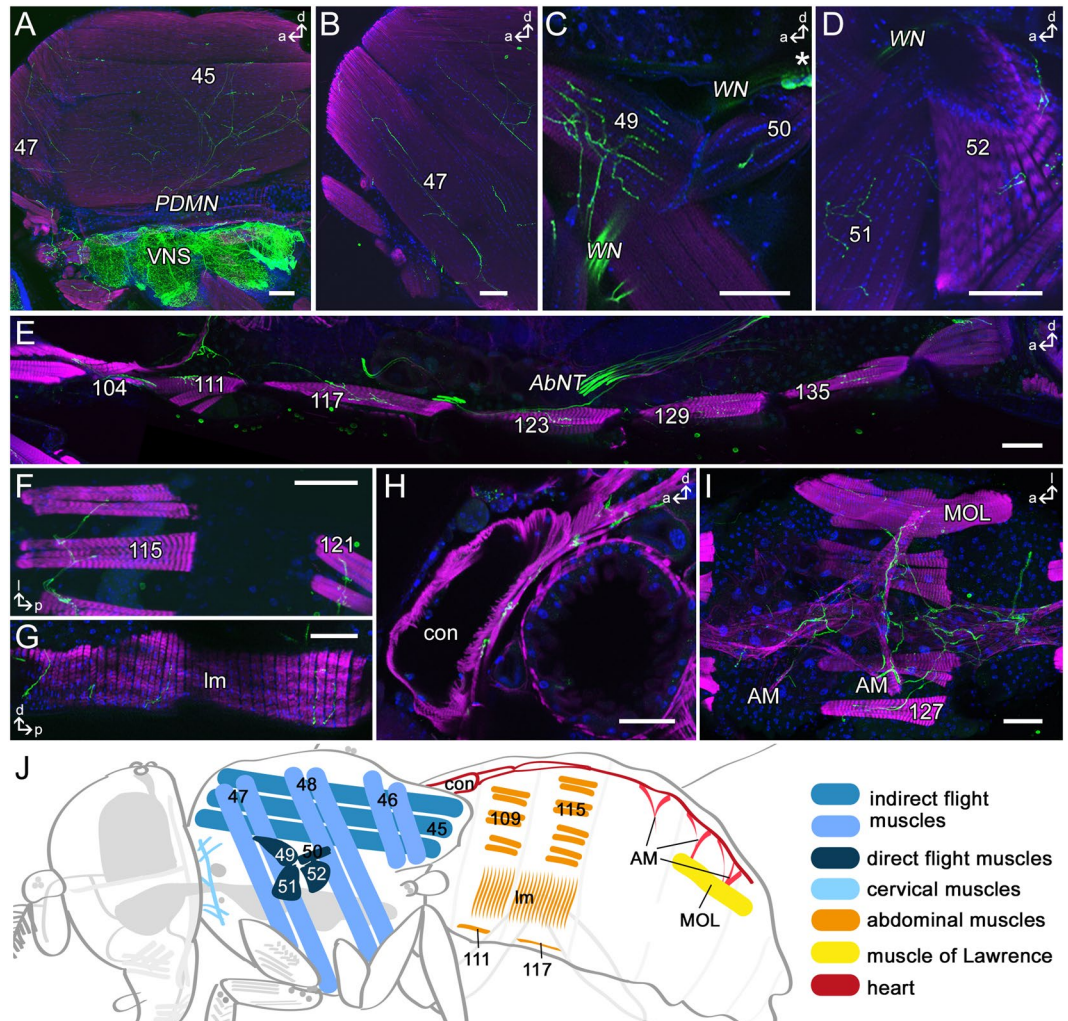 A
d
a
45
47
PDMN
VNS
B
d
a
47
C
d
a
*
WN
49
50
WN
D
d
a
WN
52
51
E
d
a
104
111
117
AbNT
123
129
135
F
115
121
l
p
G
lm
d
p
H
d
a
con
I
l
a
MOL
AM
AM
127
J
47
48
46
45
49
50
51
52
con
109
115
lm
111
117
AM
MOL
indirect flight
muscles
direct flight muscles
cervical muscles
abdominal muscles
muscle of Lawrence
heart